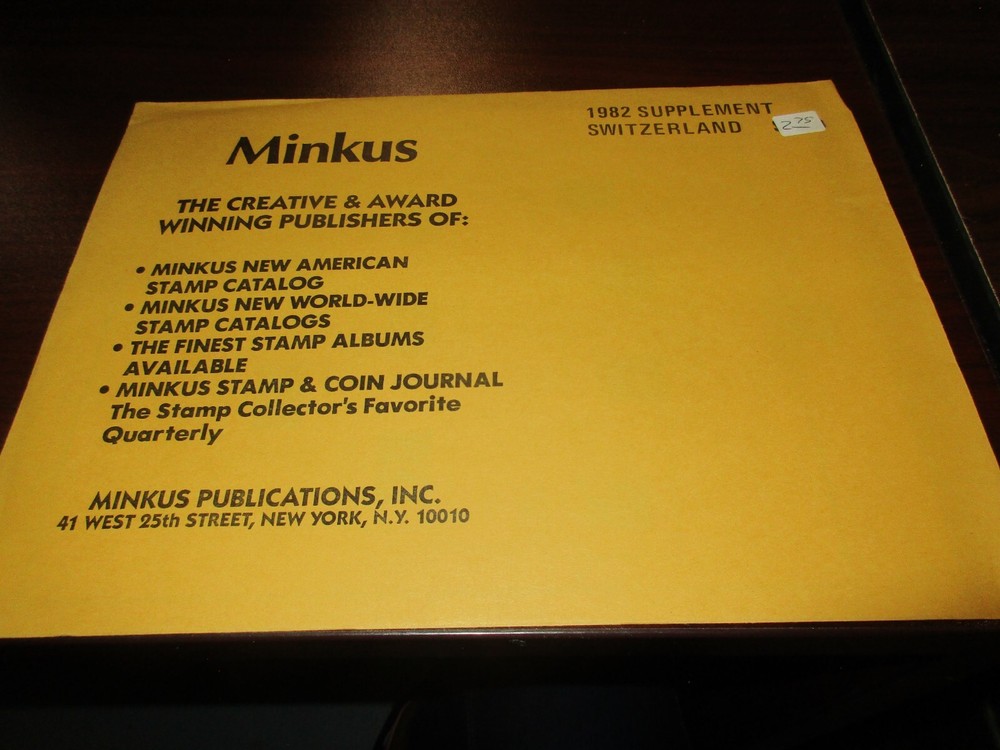 1982 SUPPLEMENT
SWITZERLAND
2.75
Minkus
THE CREATIVE & AWARD
WINNING PUBLISHERS OF:
• MINKUS NEW AMERICAN
STAMP CATALOG
• MINKUS NEW WORLD-WIDE
STAMP CATALOGS
• THE FINEST STAMP ALBUMS
AVAILABLE
• MINKUS STAMP & COIN JOURNAL
The Stamp Collector's Favorite
Quarterly
MINKUS PUBLICATIONS, INC.
41 WEST 25th STREET, NEW YORK, N.Y. 10010